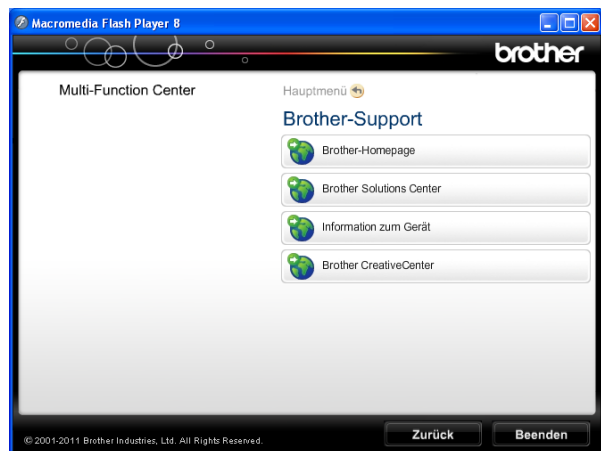 Macromedia Flash Player 8
brother
Multi-Function Center
Hauptmenü
Brother-Support
Brother-Homepage
Brother Solutions Center
Information zum Gerät
Brother CreativeCenter
© 2001-2011 Brother Industries, Ltd. All Rights Reserved.
Zurück
Beenden